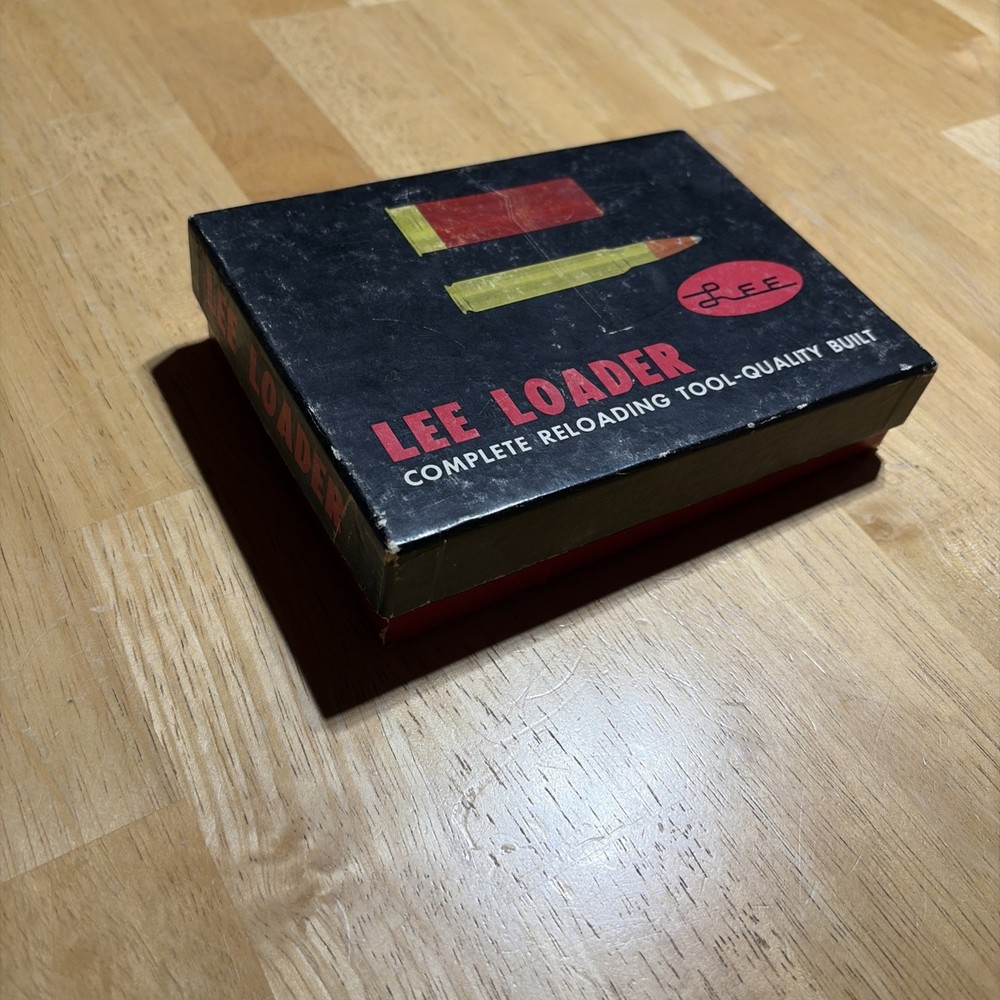 LEE
LEE LOADER
COMPLETE RELOADING TOOL-QUALITY BUILT
LEE LOADER